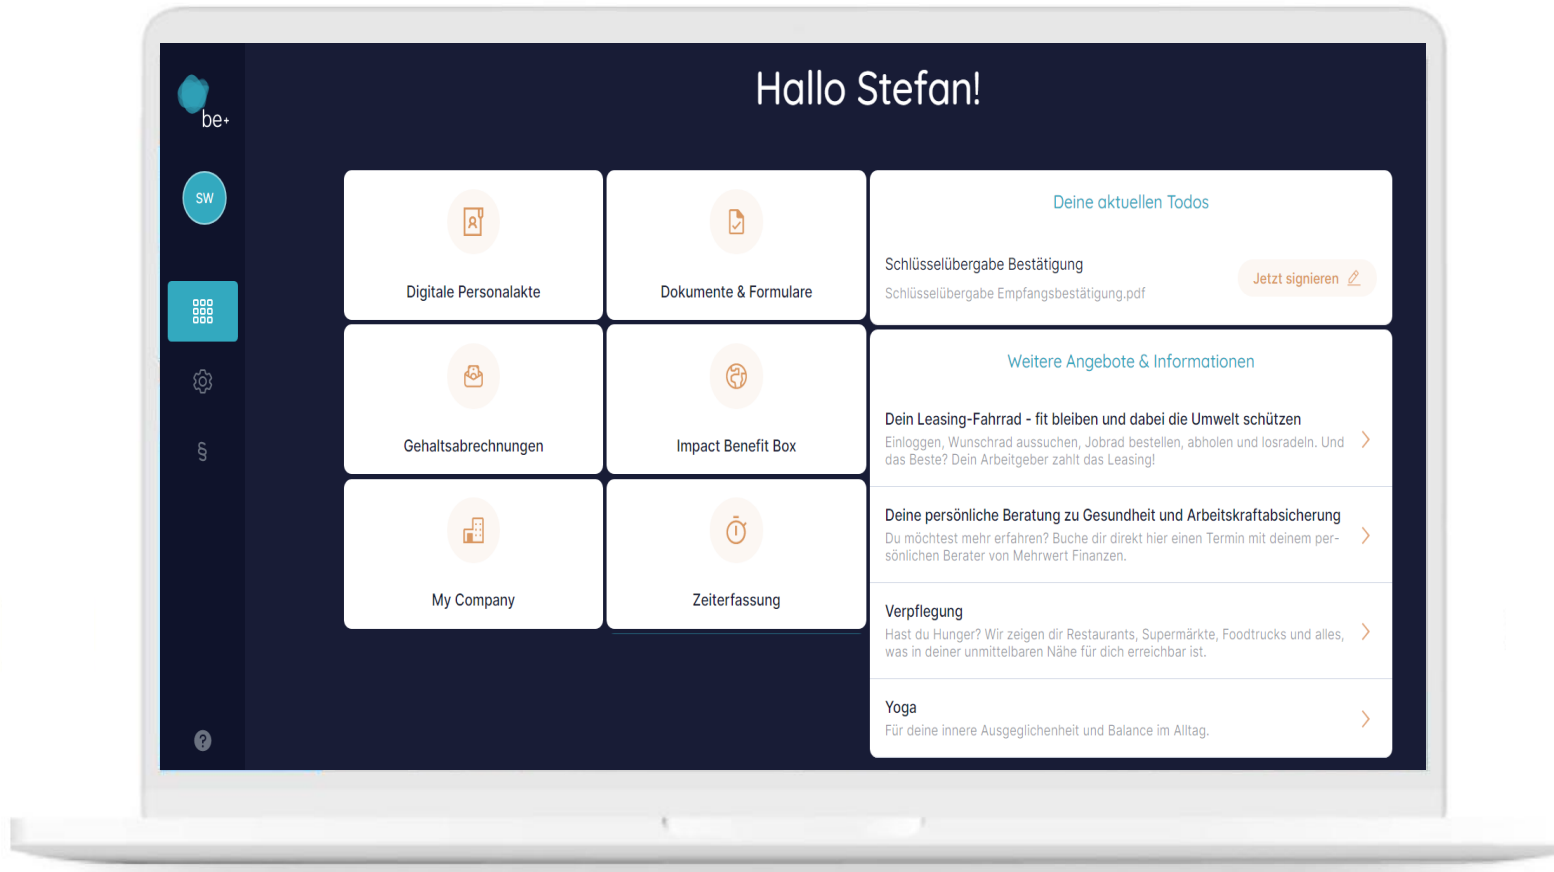 Hallo Stefan!
be+
SW
§
?
Digitale Personalakte
Dokumente & Formulare
Gehaltsabrechnungen
Impact Benefit Box
My Company
Zeiterfassung
Deine aktuellen Todos
Schlüsselübergabe Bestätigung
Schlüsselübergabe Empfangsbestätigung.pdf
Jetzt signieren
Weitere Angebote & Informationen
Dein Leasing-Fahrrad - fit bleiben und dabei die Umwelt schützen
Einloggen, Wunschrad aussuchen, Jobrad bestellen, abholen und losradeln. Und
das Beste? Dein Arbeitgeber zahlt das Leasing!
Deine persönliche Beratung zu Gesundheit und Arbeitskraftabsicherung
Du möchtest mehr erfahren? Buche dir direkt hier einen Termin mit deinem per-
sönlichen Berater von Mehrwert Finanzen.
Verpflegung
Hast du Hunger? Wir zeigen dir Restaurants, Supermärkte, Foodtrucks und alles,
was in deiner unmittelbaren Nähe für dich erreichbar ist.
Yoga
Für deine innere Ausgeglichenheit und Balance im Alltag.